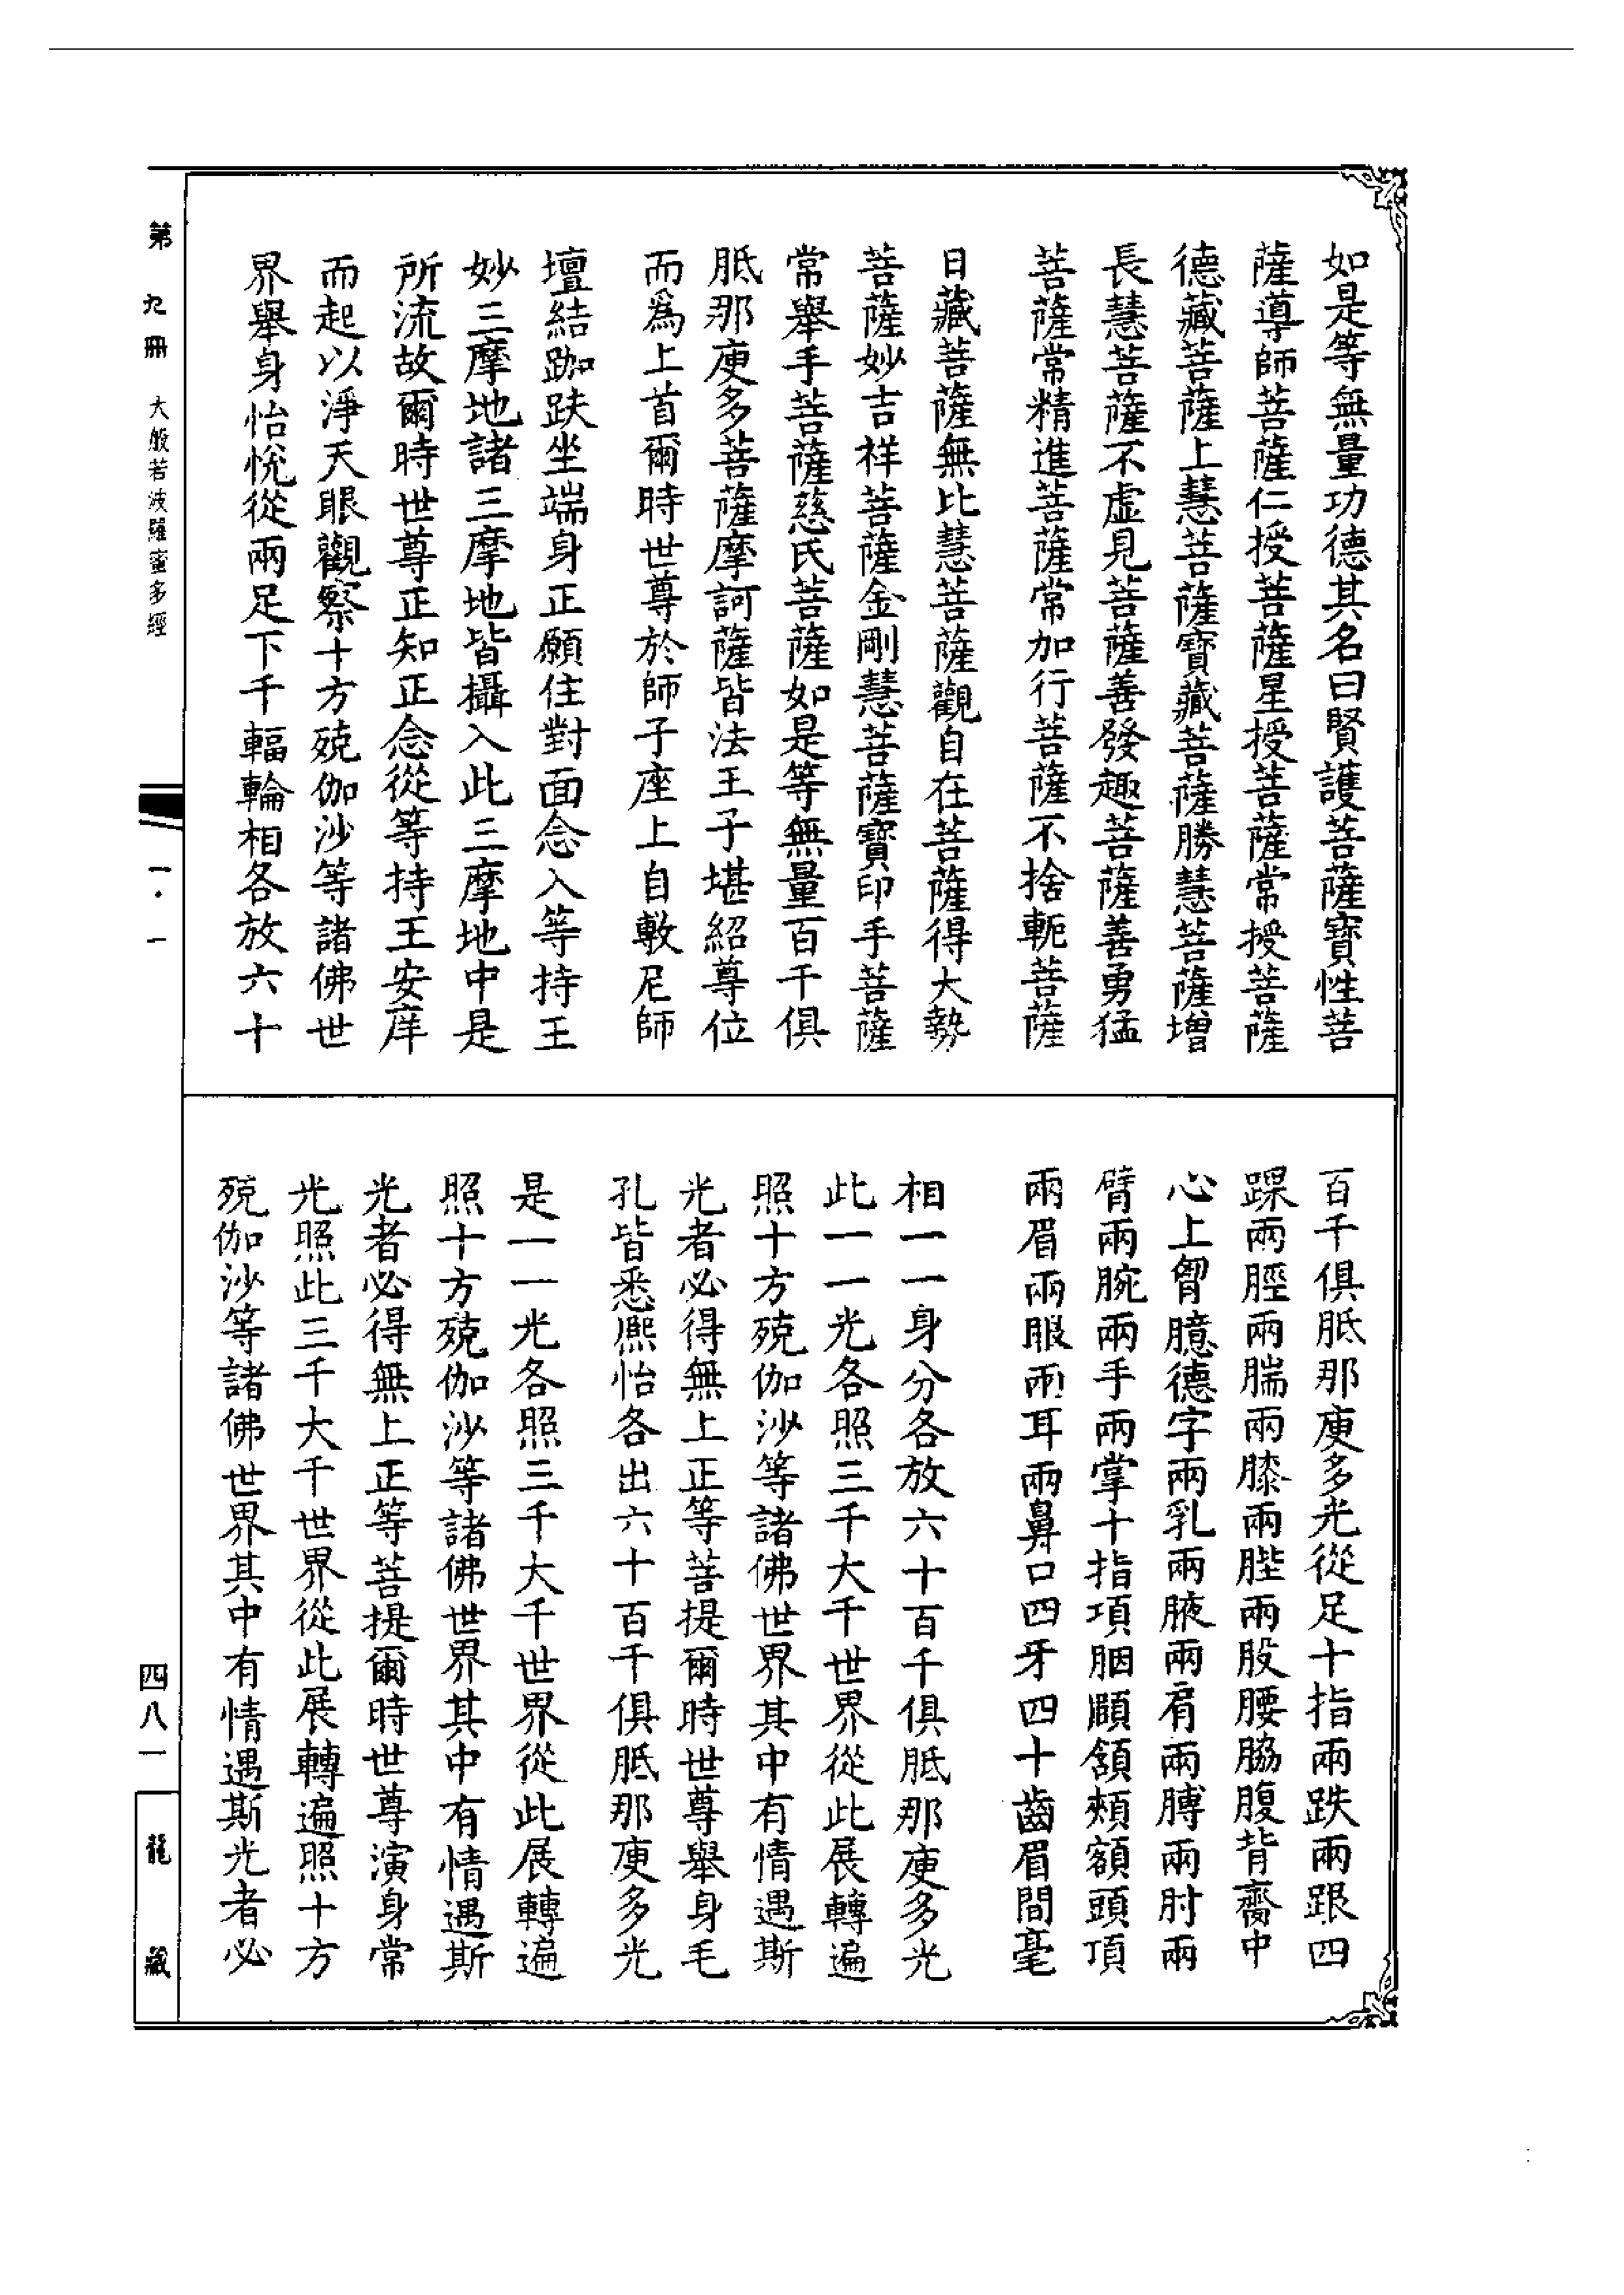 如是等無量功德其名曰賢護菩薩寶性菩
薩導師菩薩仁授菩薩星授菩薩常授菩薩
德藏菩薩上慧菩薩寶藏菩薩勝慧菩薩增
長慧菩薩不虛見菩薩善發趣菩薩善勇猛
菩薩常精進菩薩常加行菩薩不捨軛菩薩
日藏菩薩無比慧菩薩觀自在菩薩得大勢
菩薩妙吉祥菩薩金剛慧菩薩寶印手菩薩
常舉手菩薩慈氏菩薩如是等無量百千俱
胝那庾多菩薩摩訶薩皆法王子堪紹尊位
而爲上首爾時世尊於師子座上自敷尼師
壇結跏趺坐端身正願住對面念入等持王
妙三摩地諸三摩地皆攝入此三摩地中是
所流故爾時世尊正知正念從等持王安庠
而起以淨天眼觀察十方殑伽沙等諸佛世
界舉身怡悅從兩足下千輻輪相各放六十
百千俱胝那庾多光從足十指兩趺兩跟四
踝兩脛兩腨兩膝兩䏶兩股腰脇腹背臍中
心上胷臆德字兩乳兩腋兩肩兩膊兩肘兩
臂兩腕兩手兩掌十指項胭頤頷頰額頭頂
兩眉兩眼兩耳兩鼻口四牙四十齒眉間毫
相一一身分各放六十百千俱胝那庾多光
此一一光各照三千大千世界從此展轉遍
照十方殑伽沙等諸佛世界其中有情遇斯
光者必得無上正等菩提爾時世尊舉身毛
孔皆悉熈怡各出六十百千俱胝那庾多光
是一一光各照三千大千世界從此展轉遍
照十方殑伽沙等諸佛世界其中有情遇斯
光者必得無上正等菩提爾時世尊演身常
光照此三千大千世界從此展轉遍照十方
殑伽沙等諸佛世界其中有情遇斯光者必
第九冊 大般若波羅蜜多經
一·一
四八一
龍藏